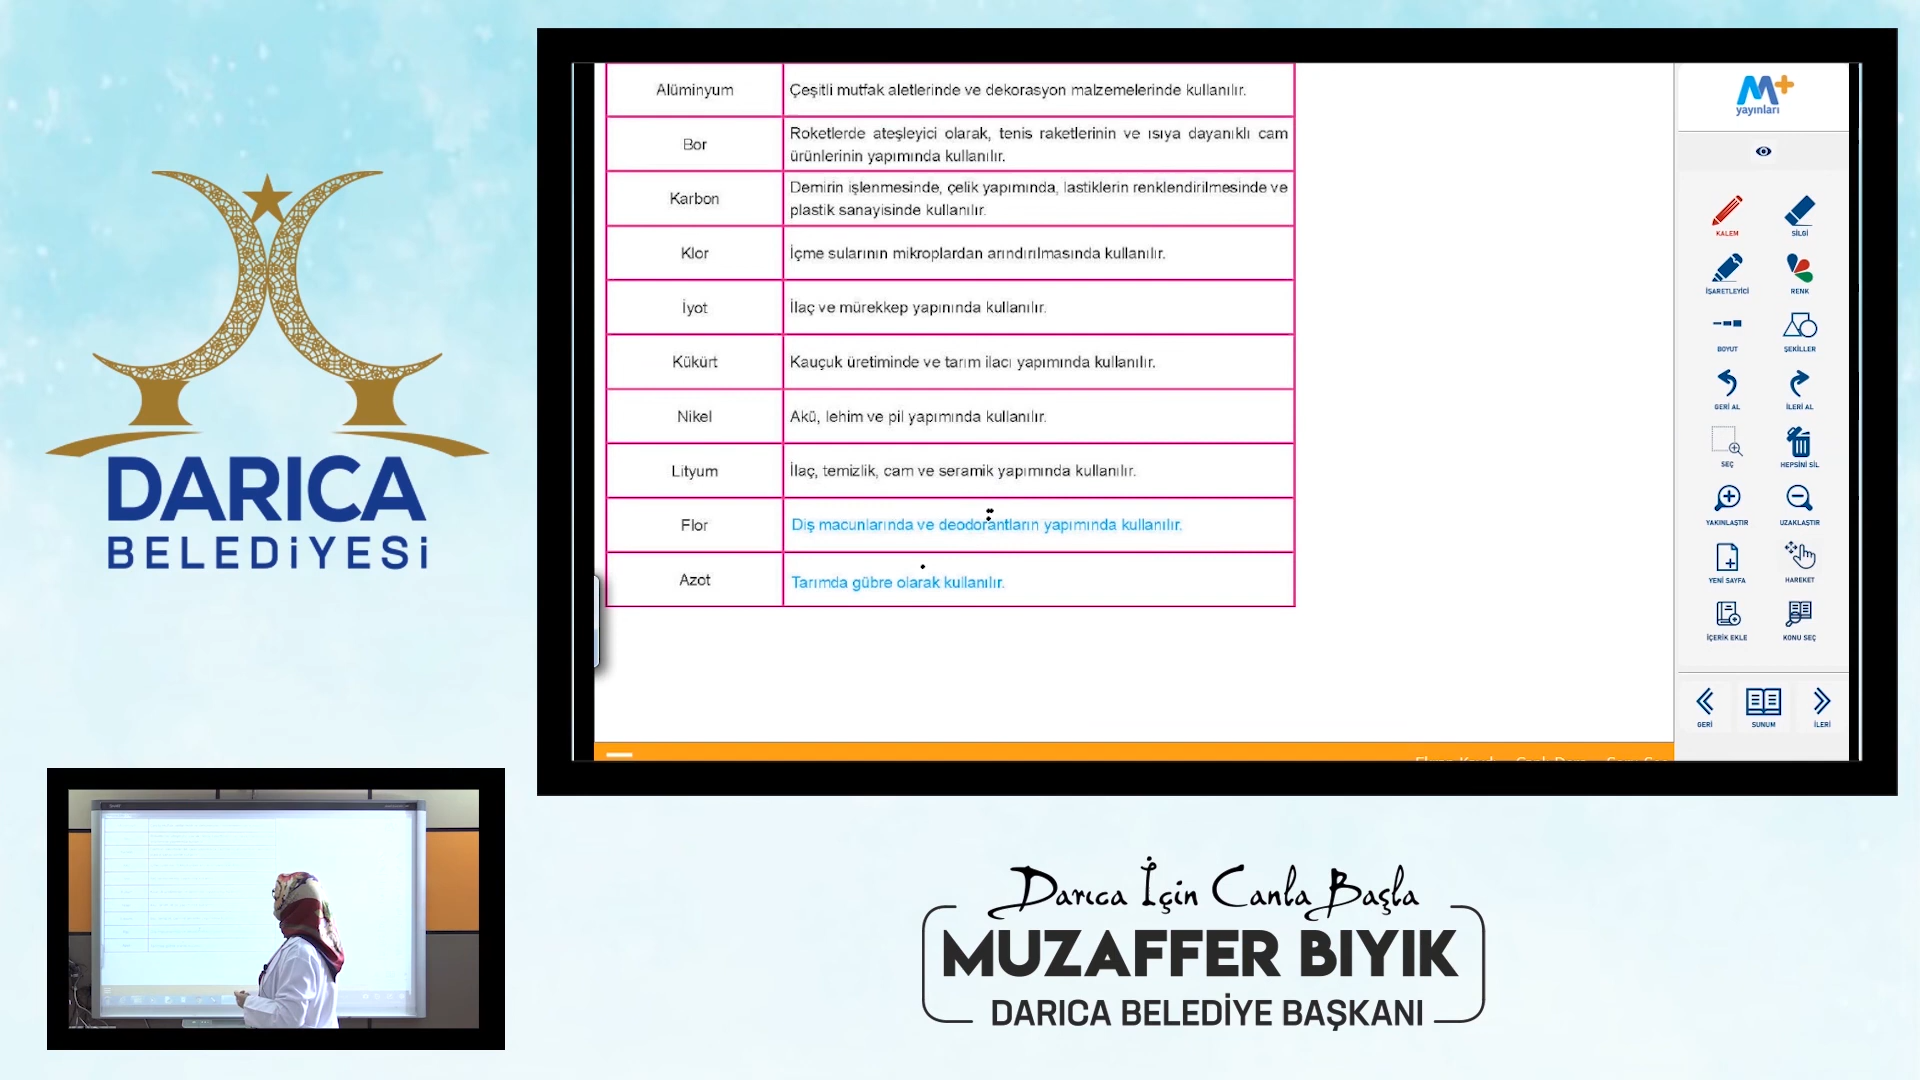 DARICA
BELEDİYESİ
Alüminyum
Çeşitli mutfak aletlerinde ve dekorasyon malzemelerinde kullanılır.
Bor
Roketlerde ateşleyici olarak, tenis raketlerinin ve ısıya dayanıklı cam
ürünlerinin yapımında kullanılır.
Karbon
Demirin işlenmesinde, çelik yapımında, lastiklerin renklendirilmesinde ve
plastik sanayisinde kullanılır.
Klor
İçme sularının mikroplardan arındırılmasında kullanılır.
İyot
İlaç ve mürekkep yapınında kullanılır.
Kükürt
Kauçuk üretiminde ve tarım ilacı yapımında kullanılır.
Nikel
Akü, lehim ve pil yapımında kullanılır.
Lityum
İlaç, temizlik, cam ve seramik yapımında kullanılır.
Flor
Diş macunlarında ve deodorantların yapımında kullanılır.
Azot
Tarımda gübre olarak kullanılır.
M+
yayınları
KALEM
SİLGİ
İŞARETLEYİCİ
RENK
BOYUT
ŞEKİLLER
GERİ AL
İLERİ AL
SEÇ
HEPSİNİ SİL
YAKINLAŞTIR
UZAKLAŞTIR
YENİ SAYFA
HAREKET
İÇERİK EKLE
KONU SEÇ
GERİ
SUNUM
İLERİ
Darıca İçin Canla Başla
MUZAFFER BIYIK
DARICA BELEDİYE BAŞKANI